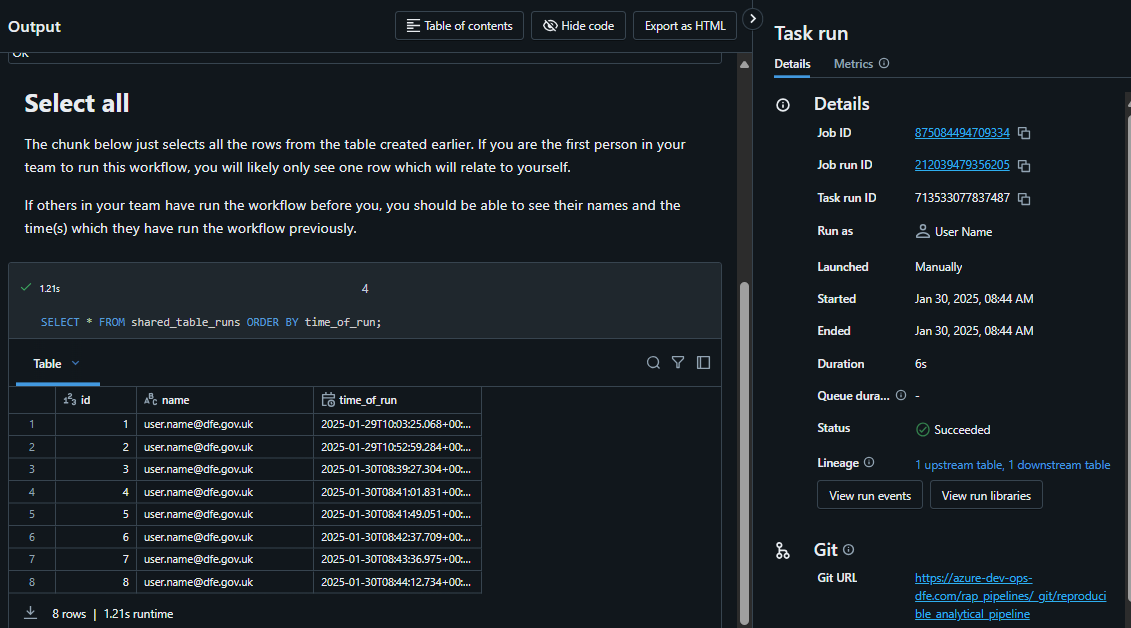 Output
Table of contents
Hide code
Export as HTML
OK
Select all
The chunk below just selects all the rows from the table created earlier. If you are the first person in your
team to run this workflow, you will likely only see one row which will relate to yourself.
If others in your team have run the workflow before you, you should be able to see their names and the
time(s) which they have run the workflow previously.
1.21s
4
SELECT * FROM shared_table_runs ORDER BY time_of_run;
Table
id name time_of_run
1 1 user.name@dfe.gov.uk 2025-01-29T10:03:25.068+00:...
2 2 user.name@dfe.gov.uk 2025-01-29T10:52:59.284+00:...
3 3 user.name@dfe.gov.uk 2025-01-30T08:39:27.304+00:...
4 4 user.name@dfe.gov.uk 2025-01-30T08:41:01.831+00:...
5 5 user.name@dfe.gov.uk 2025-01-30T08:41:49.051+00:...
6 6 user.name@dfe.gov.uk 2025-01-30T08:42:37.709+00:...
7 7 user.name@dfe.gov.uk 2025-01-30T08:43:36.975+00:...
8 8 user.name@dfe.gov.uk 2025-01-30T08:44:12.734+00:...
8 rows | 1.21s runtime
Task run
Details Metrics
Details
Job ID 875084494709334
Job run ID 212039479356205
Task run ID 713533077837487
Run as User Name
Launched Manually
Started Jan 30, 2025, 08:44 AM
Ended Jan 30, 2025, 08:44 AM
Duration 6s
Queue dura... -
Status Succeeded
Lineage 1 upstream table, 1 downstream table
View run events
View run libraries
Git
Git URL https://azure-dev-ops-
dfe.com/rap_pipelines/_git/reproduci
ble_analytical_pipeline